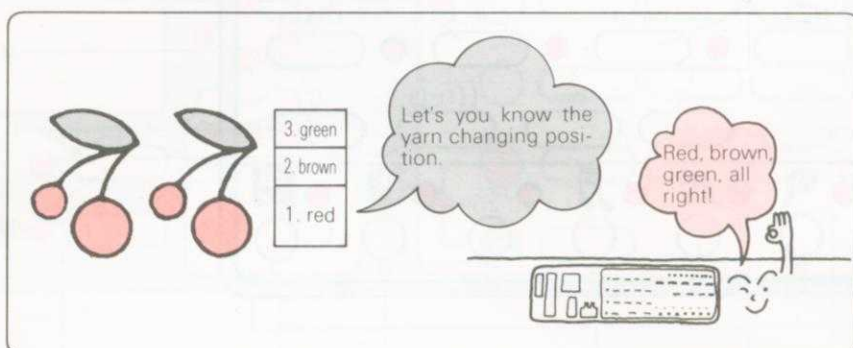 3. green
2. brown
1. red
Let's you know the
yarn changing posi-
tion.
Red, brown,
green, all
right!